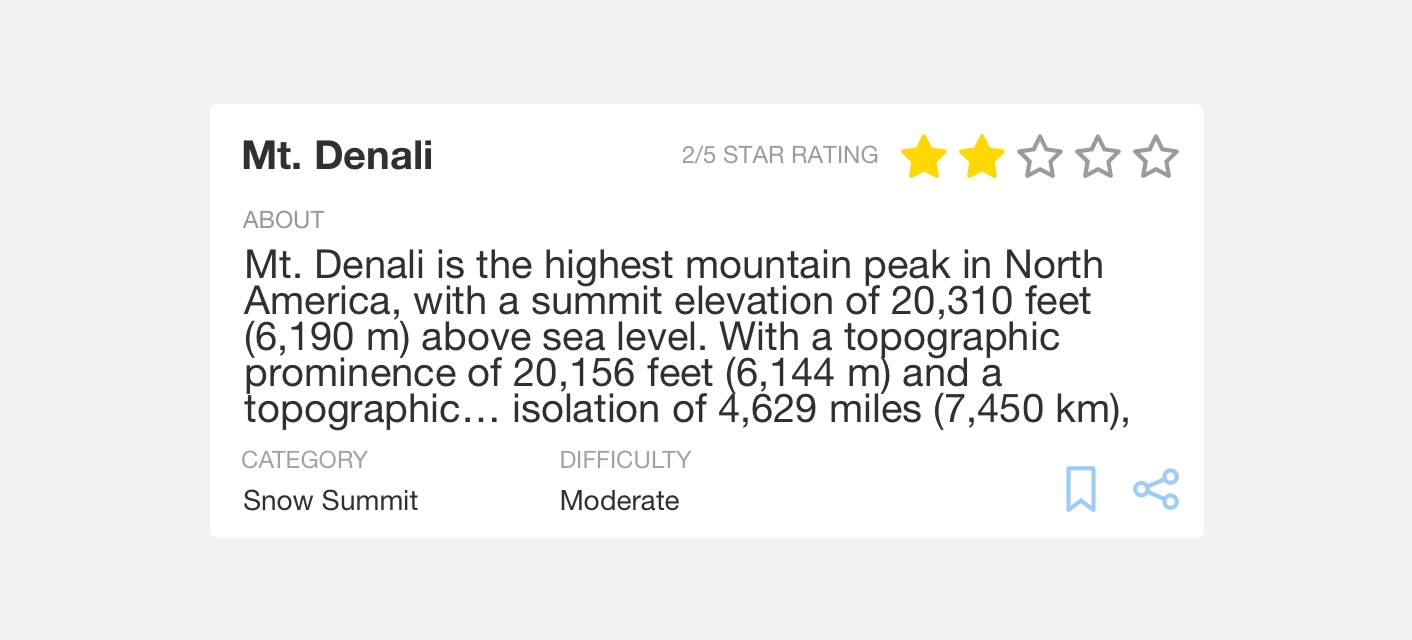 Mt. Denali
2/5 STAR RATING
ABOUT
Mt. Denali is the highest mountain peak in North
America, with a summit elevation of 20,310 feet
(6,190 m) above sea level. With a topographic
prominence of 20,156 feet (6,144 m) and a
topographic… isolation of 4,629 miles (7,450 km),
CATEGORY
Snow Summit
DIFFICULTY
Moderate